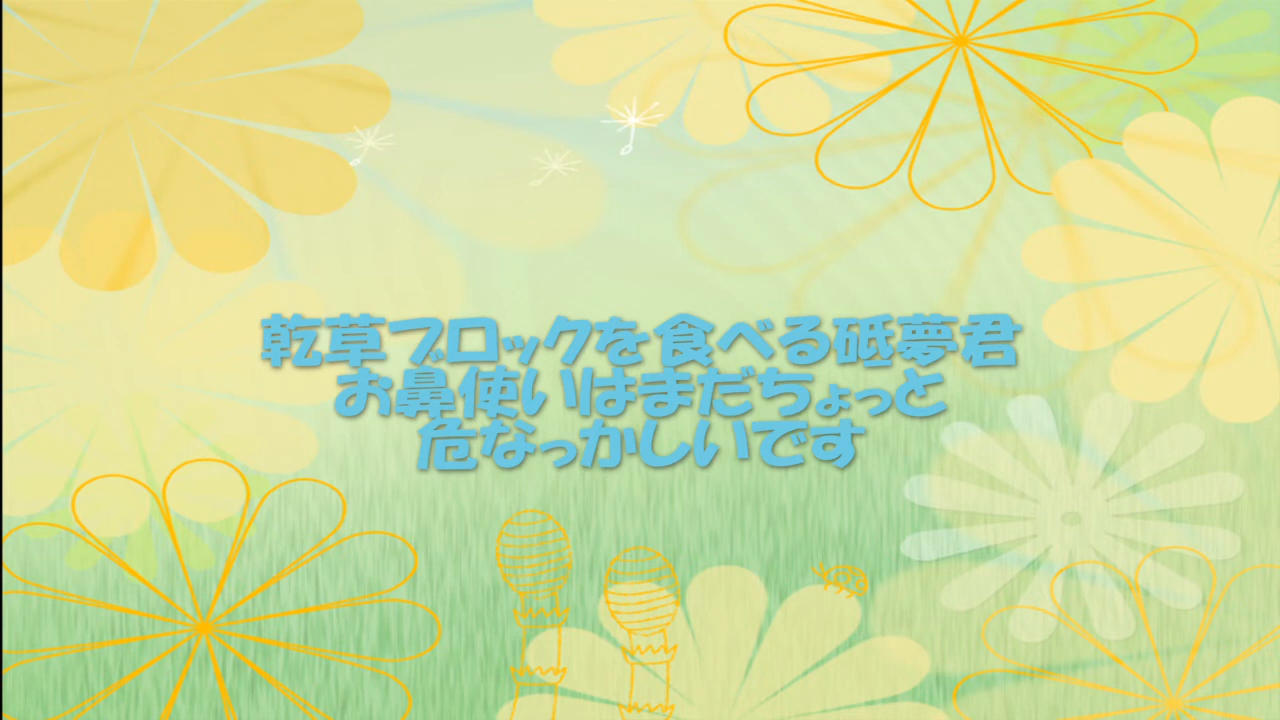 乾草ブロックを食べる砥夢君
お鼻使いはまだちょっと
危なっかしいです